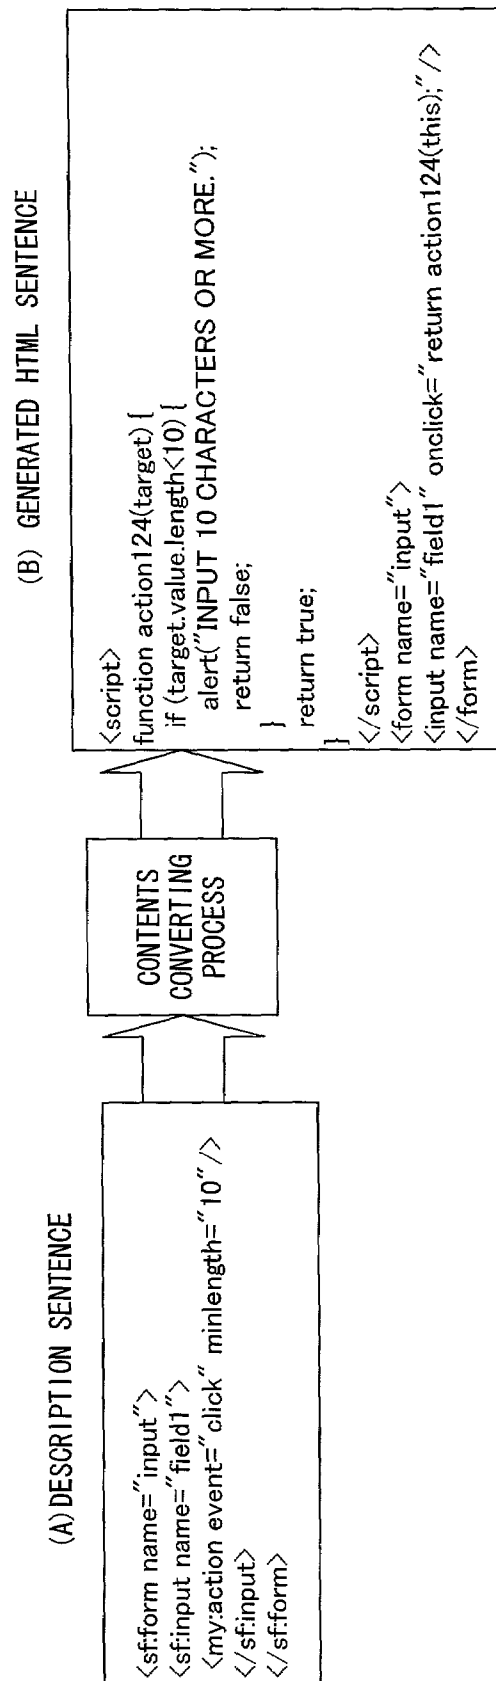 (A) DESCRIPTION SENTENCE
<sf:form name="input">
<sf:input name="field1">
<my:action event="click" minlength="10"/>
</sf:input>
</sf:form>
CONTENTS
CONVERTING
PROCESS
(B) GENERATED HTML SENTENCE
<script>
function action124(target) {
if (target.value.length<10) {
alert("INPUT 10 CHARACTERS OR MORE.");
return false;
}
return true;
}
</script>
<form name="input">
<input name="field1" onclick="return action124(this);"/>
</form>